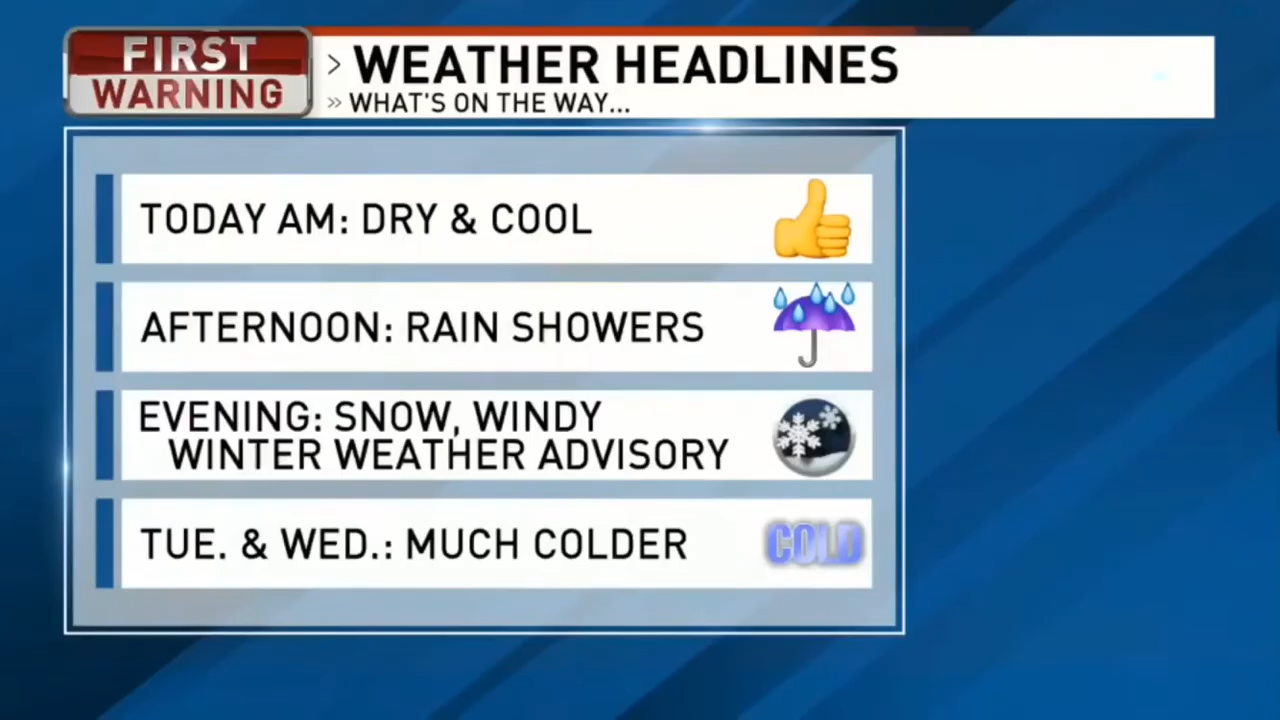 FIRST
WARNING
> WEATHER HEADLINES
» WHAT'S ON THE WAY...
TODAY AM: DRY & COOL
AFTERNOON: RAIN SHOWERS
EVENING: SNOW, WINDY
WINTER WEATHER ADVISORY
TUE. & WED.: MUCH COLDER
COLD